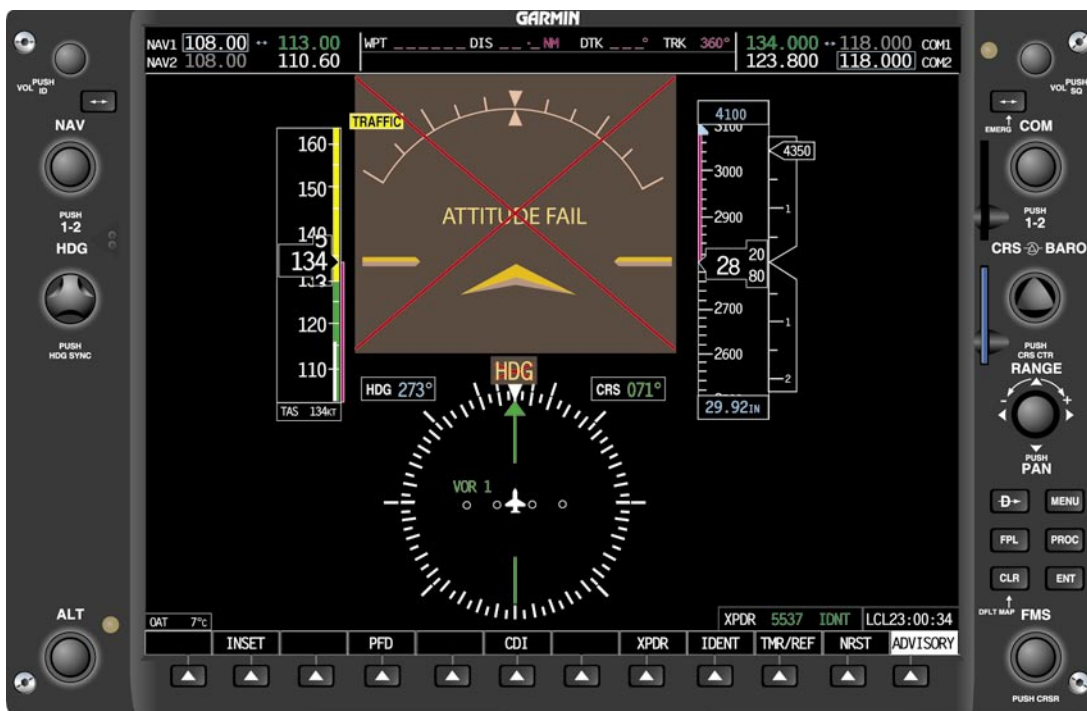 GARMIN
NAV1 108.00 ↔ 113.00
NAV2 108.00 110.60
WPT _ _ _ _ _ _ DIS _ _ . _ NM DTK _ _ _° TRK 360°
134.000 ↔ 118.000 COM1
123.800 118.000 COM2
VOL PUSH ID
NAV
PUSH
1-2
HDG
PUSH
HDG SYNC
ALT
TRAFFIC
160
150
140
134
120
110
TAS 134KT
ATTITUDE FAIL
4100
3100
3000
2900
28
20
80
2700
2600
29.92IN
4350
1
1
2
HDG
HDG 273°
CRS 071°
VOR 1
OAT 7°C
XPDR 5537 IDNT LCL23:00:34
INSET PFD CDI XPDR IDENT TMR/REF NRST ADVISORY
VOL PUSH SQ
EMERG COM
PUSH
1-2
CRS BARO
PUSH
CRS CTR
RANGE
- +
PUSH
PAN
D MENU
FPL PROC
CLR ENT
DFLT MAP FMS
PUSH CRSR